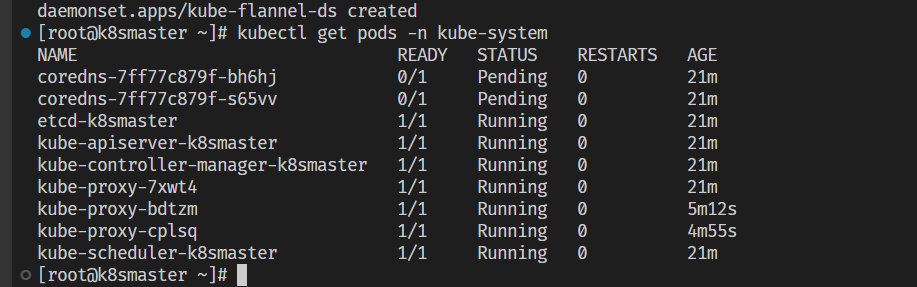 daemonset.apps/kube-flannel-ds created
[root@k8smaster ~]# kubectl get pods -n kube-system
NAME                                READY   STATUS    RESTARTS   AGE
coredns-7ff77c879f-bh6hj            0/1     Pending   0          21m
coredns-7ff77c879f-s65vv            0/1     Pending   0          21m
etcd-k8smaster                      1/1     Running   0          21m
kube-apiserver-k8smaster            1/1     Running   0          21m
kube-controller-manager-k8smaster   1/1     Running   0          21m
kube-proxy-7xwt4                    1/1     Running   0          21m
kube-proxy-bdtzm                    1/1     Running   0          5m12s
kube-proxy-cplsq                    1/1     Running   0          4m55s
kube-scheduler-k8smaster            1/1     Running   0          21m
[root@k8smaster ~]#